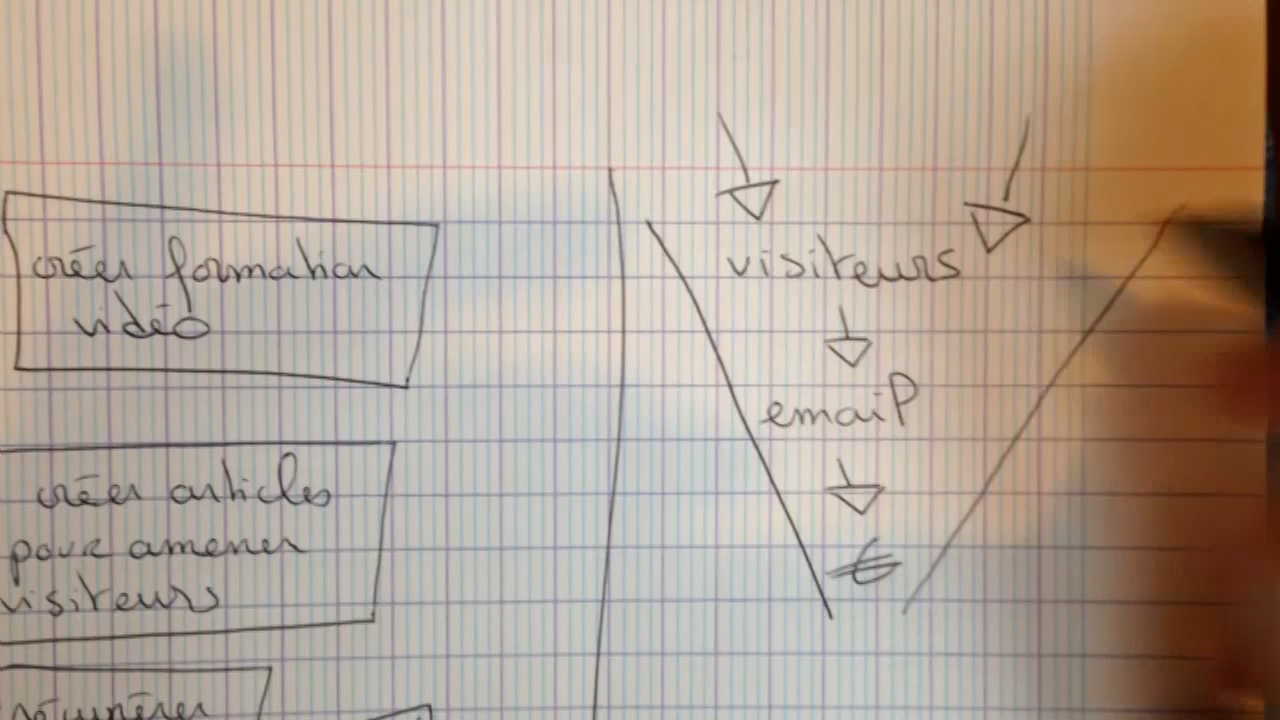 créer formation
vidéo
créer articles
pour amener
visiteurs
visiteurs
email
€